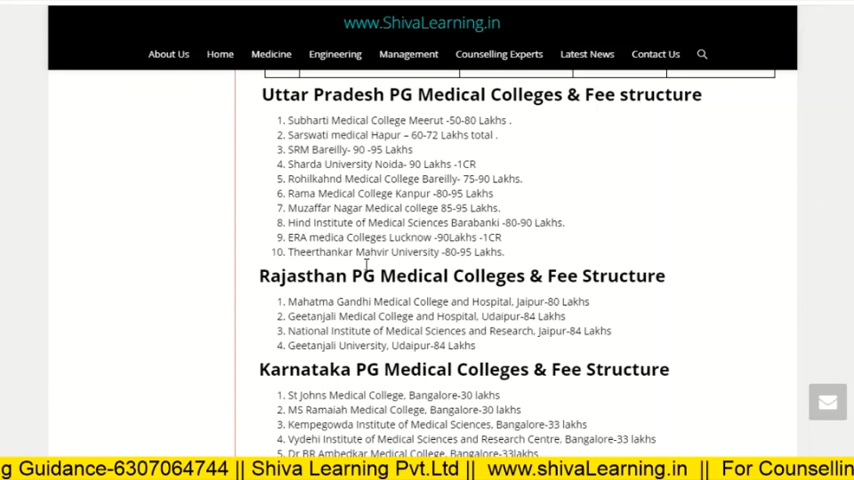 www.ShivaLearning.in
About Us Home Medicine Engineering Management Counselling Experts Latest News Contact Us
Uttar Pradesh PG Medical Colleges & Fee structure
1. Subharti Medical College Meerut -50-80 Lakhs .
2. Sarswati medical Hapur – 60-72 Lakhs total .
3. SRM Bareilly- 90 -95 Lakhs
4. Sharda University Noida- 90 Lakhs -1CR
5. Rohilkahnd Medical College Bareilly- 75-90 Lakhs.
6. Rama Medical College Kanpur -80-95 Lakhs
7. Muzaffar Nagar Medical college 85-95 Lakhs.
8. Hind Institute of Medical Sciences Barabanki -80-90 Lakhs.
9. ERA medica Colleges Lucknow -90Lakhs -1CR
10. Theerthankar Mahvir University -80-95 Lakhs.
Rajasthan PG Medical Colleges & Fee Structure
1. Mahatma Gandhi Medical College and Hospital, Jaipur-80 Lakhs
2. Geetanjali Medical College and Hospital, Udaipur-84 Lakhs
3. National Institute of Medical Sciences and Research, Jaipur-84 Lakhs
4. Geetanjali University, Udaipur-84 Lakhs
Karnataka PG Medical Colleges & Fee Structure
1. St Johns Medical College, Bangalore-30 lakhs
2. MS Ramaiah Medical College, Bangalore-30 lakhs
3. Kempegowda Institute of Medical Sciences, Bangalore-33 lakhs
4. Vydehi Institute of Medical Sciences and Research Centre, Bangalore-33 lakhs
5. Dr BR Ambedkar Medical College, Bangalore-33lakhs
g Guidance-6307064744 || Shiva Learning Pvt.Ltd || www.shivaLearning.in || For Counsellin